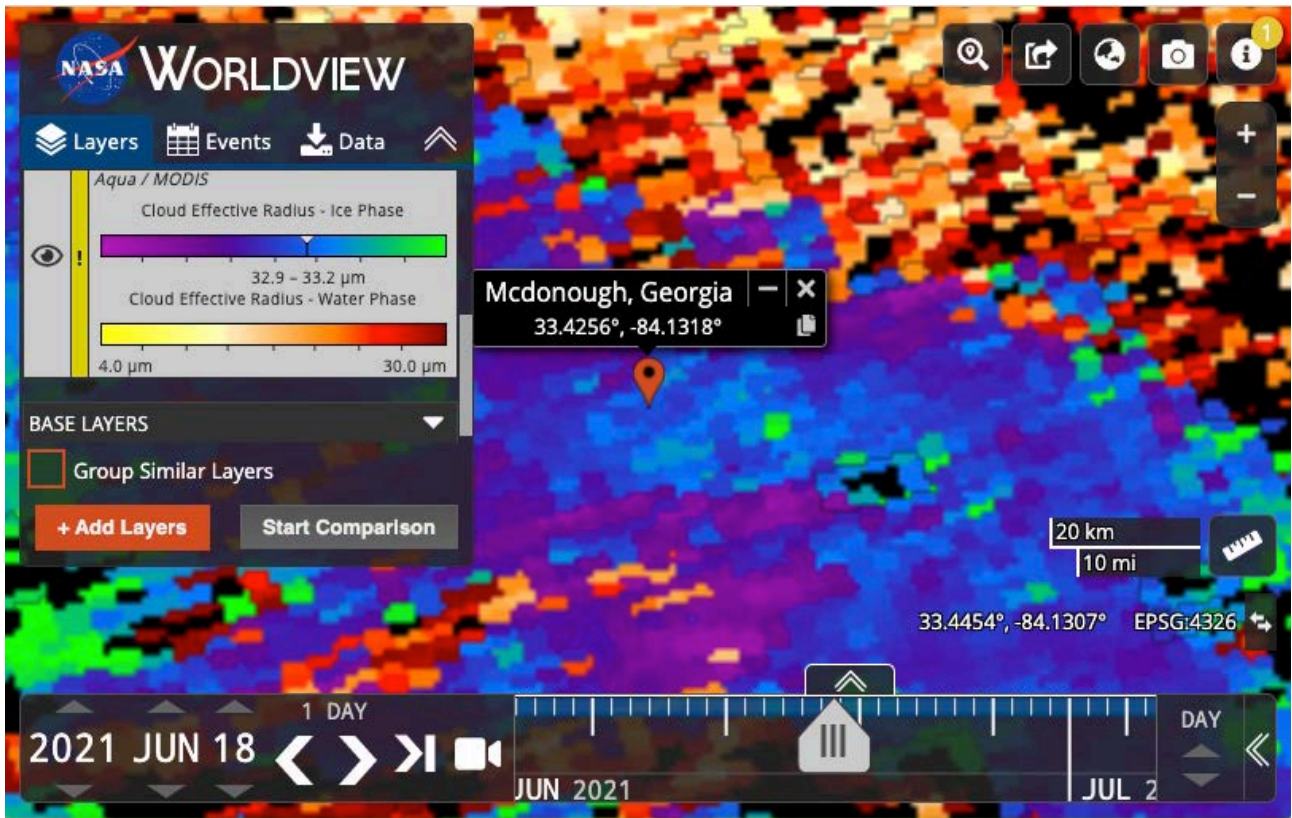 NASA WORLDVIEW
Layers Events Data
Aqua / MODIS
Cloud Effective Radius - Ice Phase
32.9 – 33.2 µm
Cloud Effective Radius - Water Phase
4.0 µm 30.0 µm
BASE LAYERS
Group Similar Layers
+ Add Layers Start Comparison
1
+
−
Mcdonough, Georgia
33.4256°, -84.1318°
20 km
10 mi
33.4454°, -84.1307° EPSG:4326
1 DAY
2021 JUN 18
JUN 2021 JUL 2
DAY